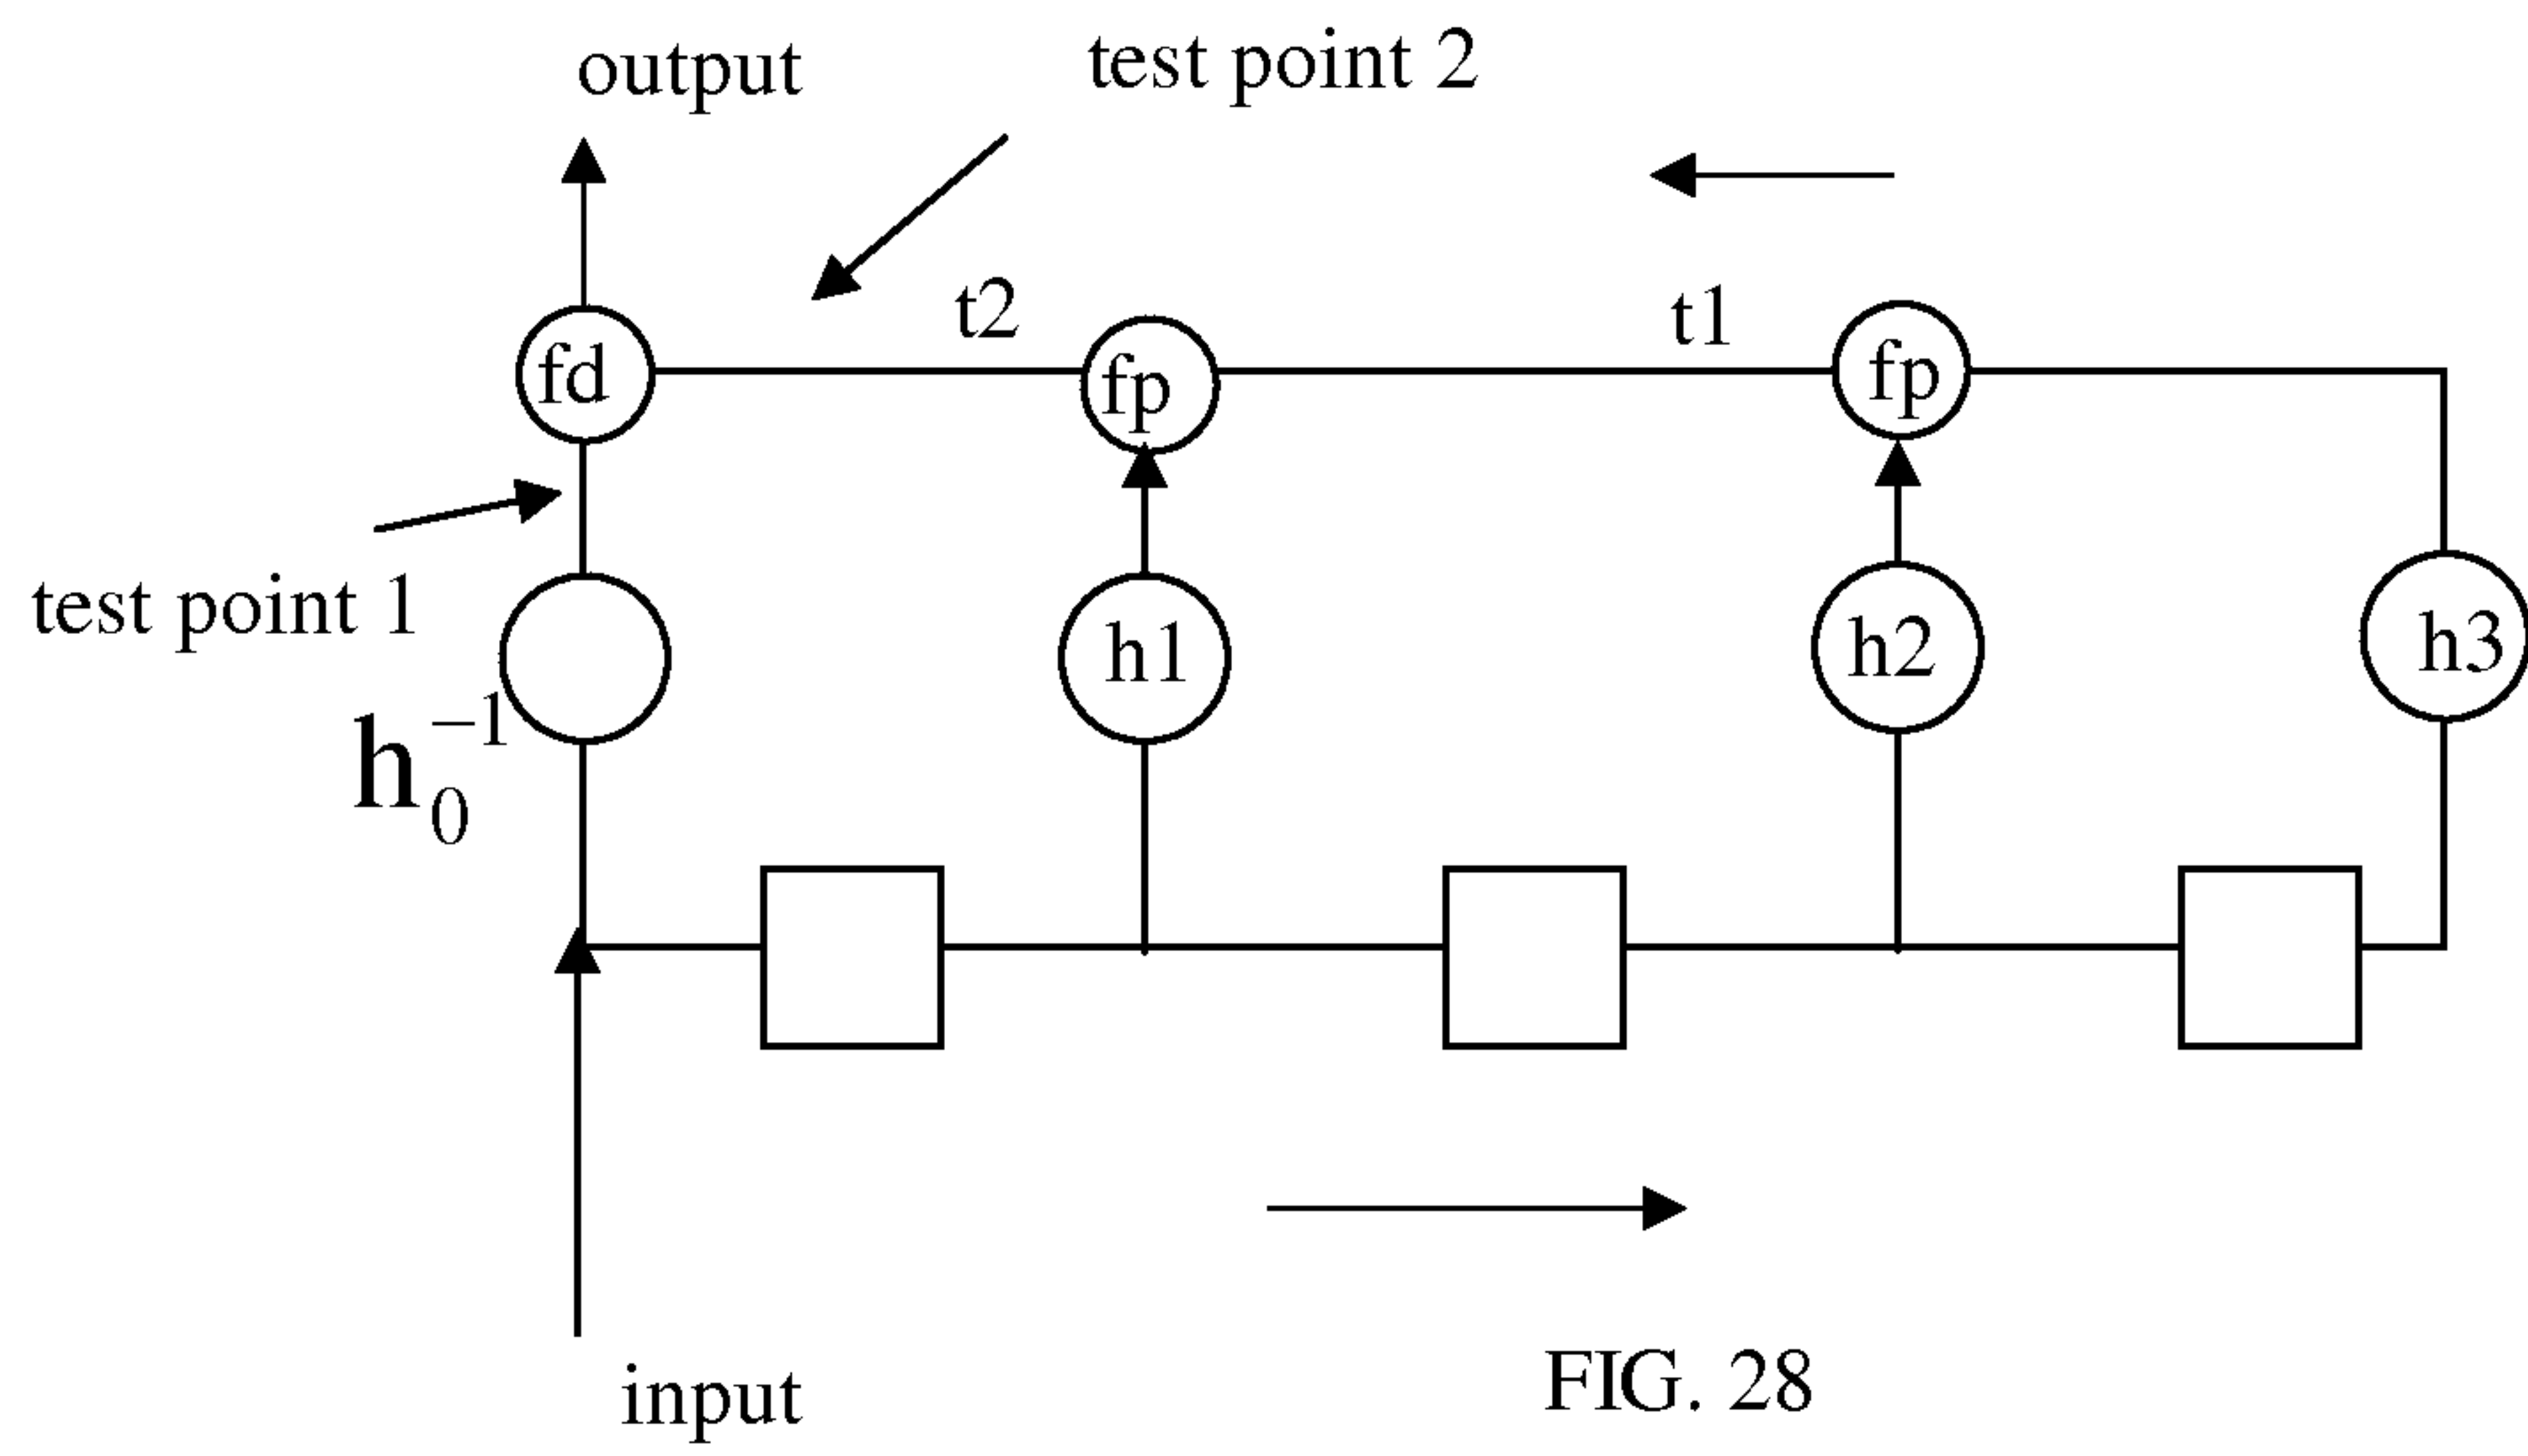 output
test point 2
t2
t1
fd
fp
fp
test point 1
h1
h2
h3
h₀⁻¹
input
FIG. 28